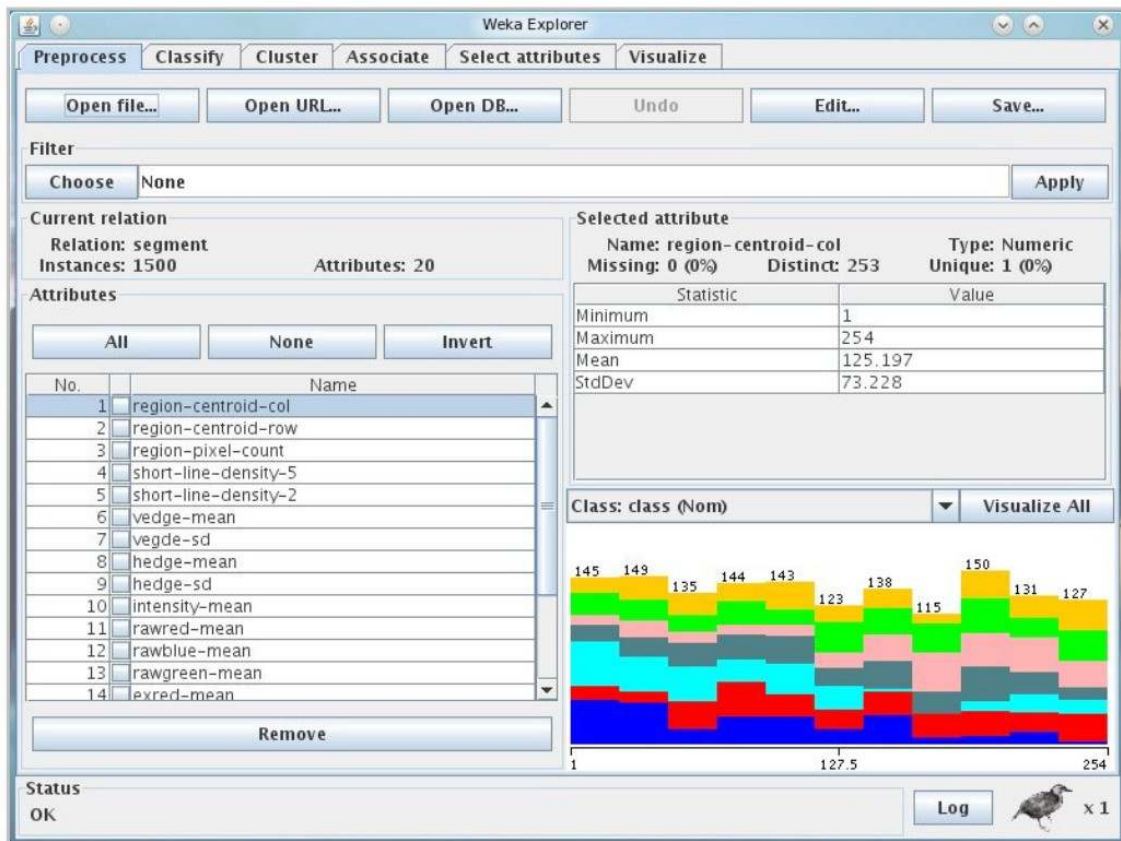 Weka Explorer
Preprocess Classify Cluster Associate Select attributes Visualize
Open file... Open URL... Open DB... Undo Edit... Save...
Filter
Choose None Apply
Current relation
Relation: segment
Instances: 1500 Attributes: 20
Attributes
All None Invert
No. Name
1 region-centroid-col
2 region-centroid-row
3 region-pixel-count
4 short-line-density-5
5 short-line-density-2
6 vedge-mean
7 vegde-sd
8 hedge-mean
9 hedge-sd
10 intensity-mean
11 rawred-mean
12 rawblue-mean
13 rawgreen-mean
14 exred-mean
Remove
Selected attribute
Name: region-centroid-col Type: Numeric
Missing: 0 (0%) Distinct: 253 Unique: 1 (0%)
Statistic Value
Minimum 1
Maximum 254
Mean 125.197
StdDev 73.228
Class: class (Nom) Visualize All
145 149 135 144 143 123 138 115 150 131 127
1 127.5 254
Status
OK
Log x 1